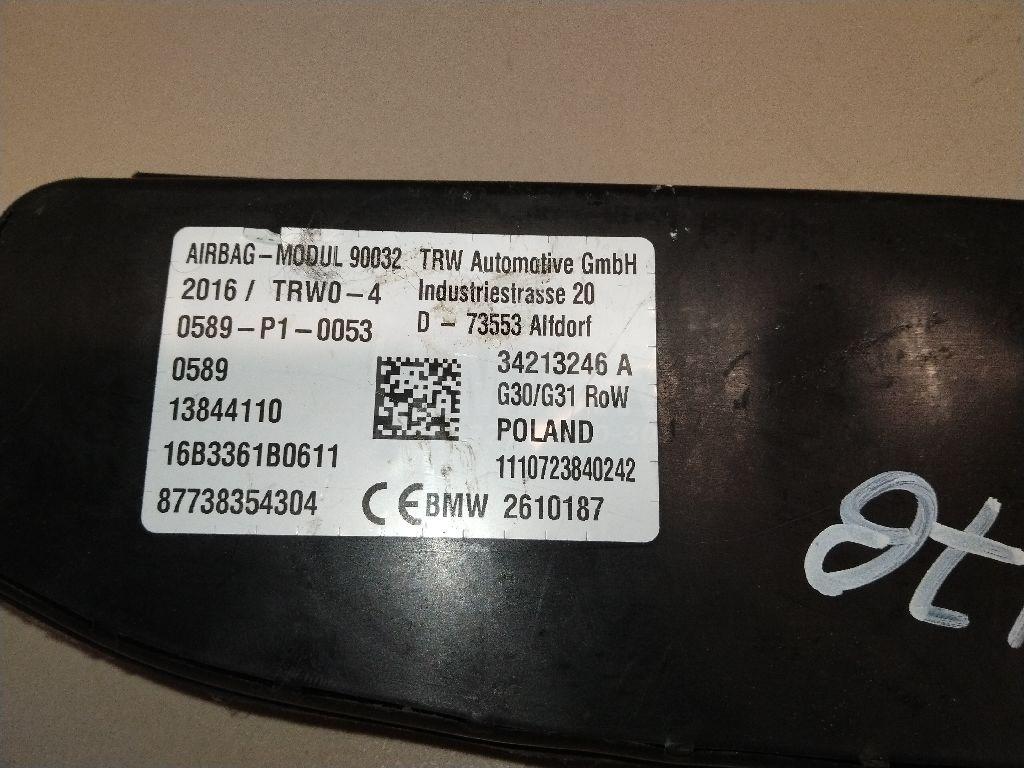 AIRBAG-MODUL 90032 TRW Automotive GmbH
2016 / TRW0-4 Industriestrasse 20
0589-P1-0053 D - 73553 Alfdorf
0589 34213246 A
13844110 G30/G31 RoW
POLAND
16B3361B0611 1110723840242
87738354304 CE BMW 2610187